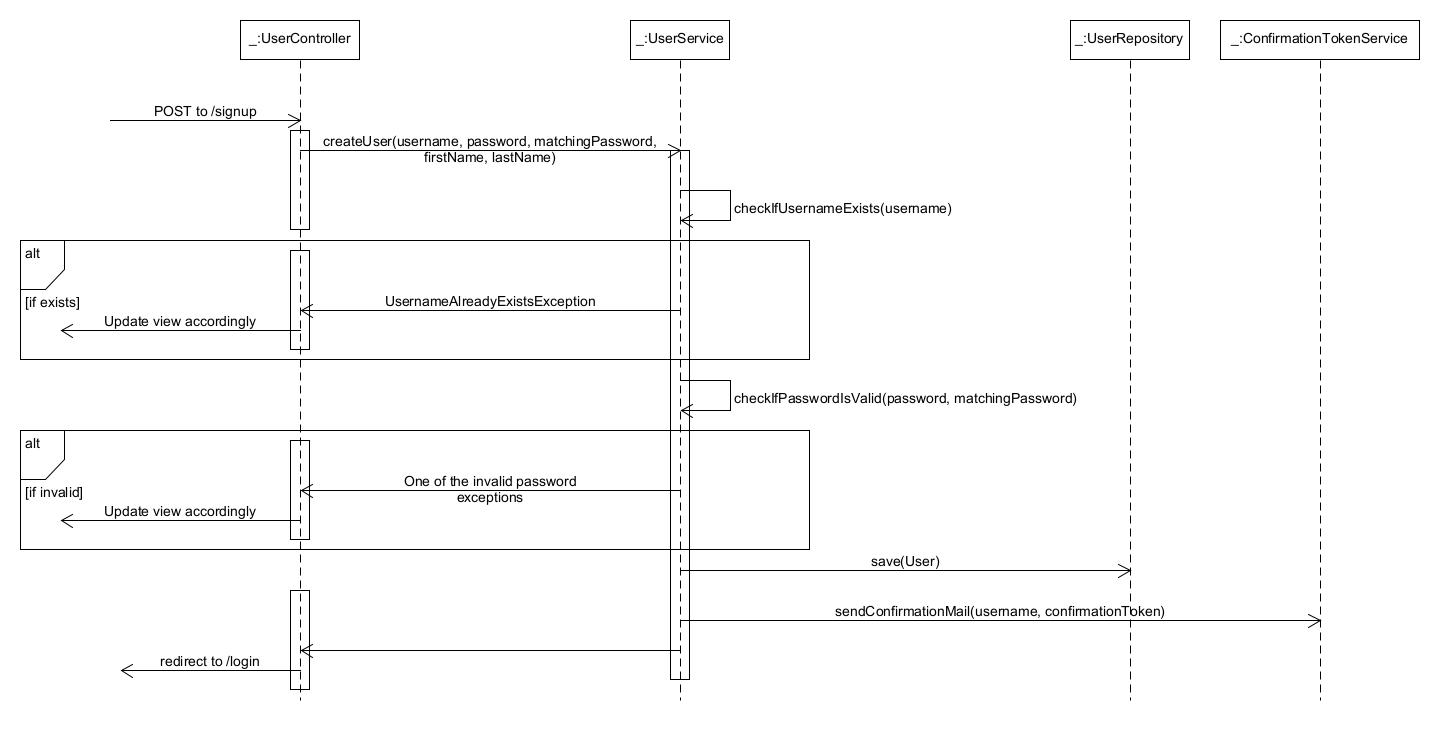 _:UserController
_:UserService
_:UserRepository
_:ConfirmationTokenService
POST to /signup
createUser(username, password, matchingPassword,
firstName, lastName)
checkIfUsernameExists(username)
alt
[if exists]
UsernameAlreadyExistsException
Update view accordingly
checkIfPasswordIsValid(password, matchingPassword)
alt
[if invalid]
One of the invalid password
exceptions
Update view accordingly
save(User)
sendConfirmationMail(username, confirmationToken)
redirect to /login